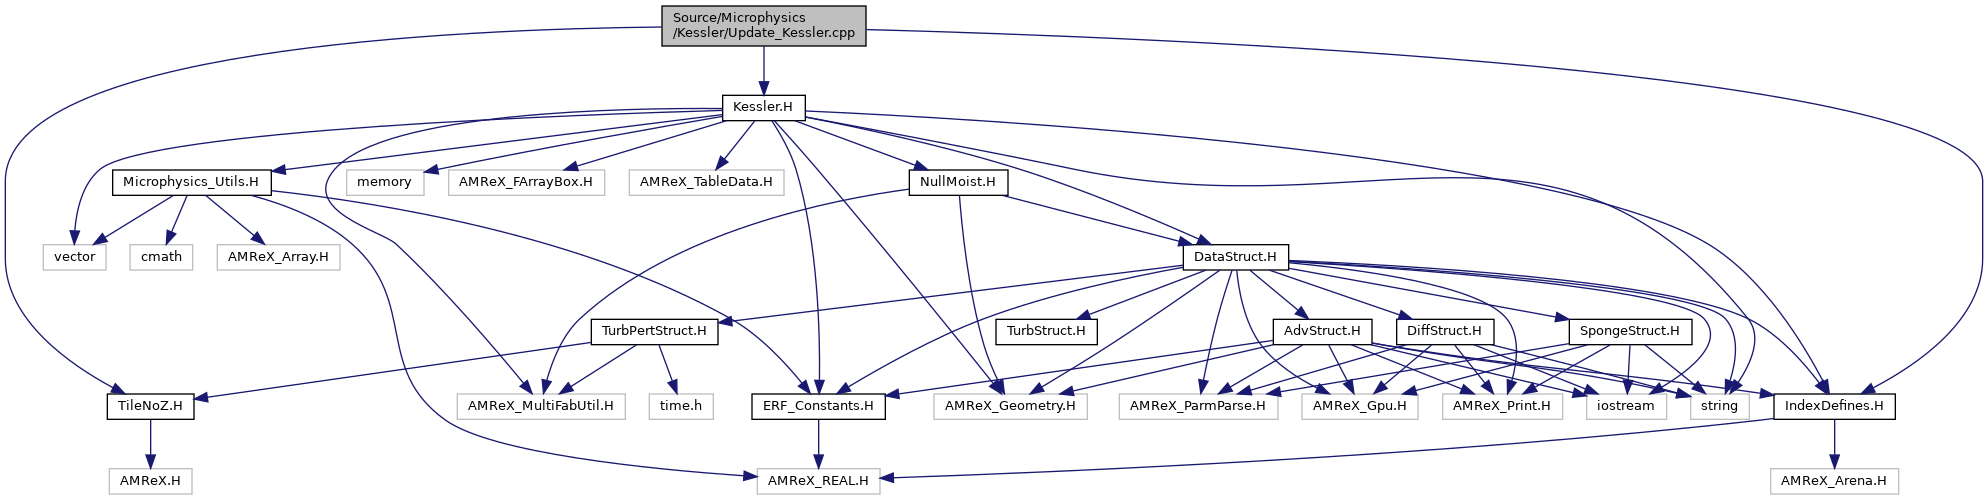 Source/Microphysics
/Kessler/Update_Kessler.cpp
Kessler.H
Microphysics_Utils.H
memory
AMReX_FArrayBox.H
AMReX_TableData.H
NullMoist.H
vector
cmath
AMReX_Array.H
DataStruct.H
TurbPertStruct.H
TurbStruct.H
AdvStruct.H
DiffStruct.H
SpongeStruct.H
TileNoZ.H
AMReX_MultiFabUtil.H
time.h
ERF_Constants.H
AMReX_Geometry.H
AMReX_ParmParse.H
AMReX_Gpu.H
AMReX_Print.H
iostream
string
IndexDefines.H
AMReX.H
AMReX_REAL.H
AMReX_Arena.H